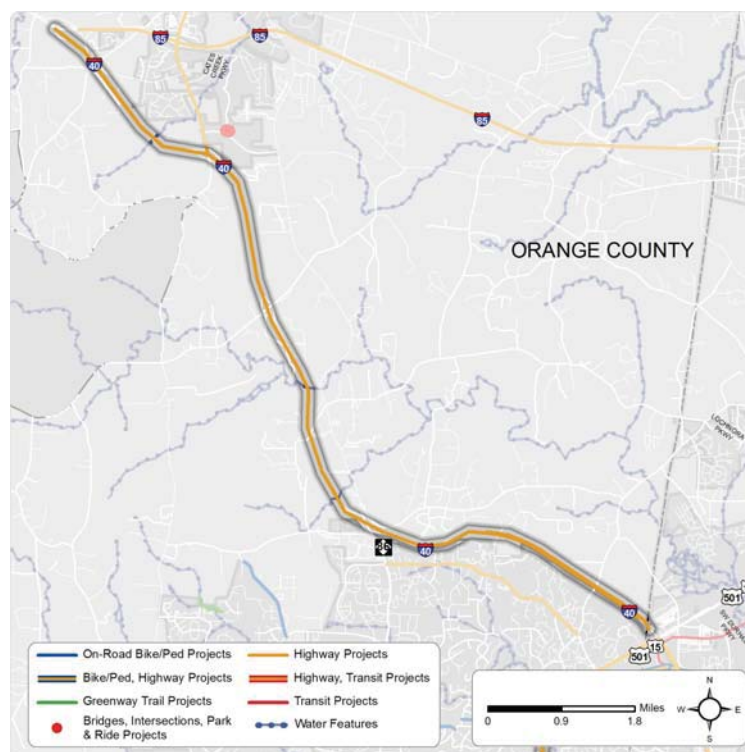 40
85
85
CATES
CREEK
PKWY
85
40
ORANGE COUNTY
86
40
40
501
15
501
On-Road Bike/Ped Projects
Highway Projects
Bike/Ped, Highway Projects
Highway, Transit Projects
Greenway Trail Projects
Transit Projects
Bridges, Intersections, Park
& Ride Projects
Water Features
Miles
0
0.9
1.8
N
W
E
S